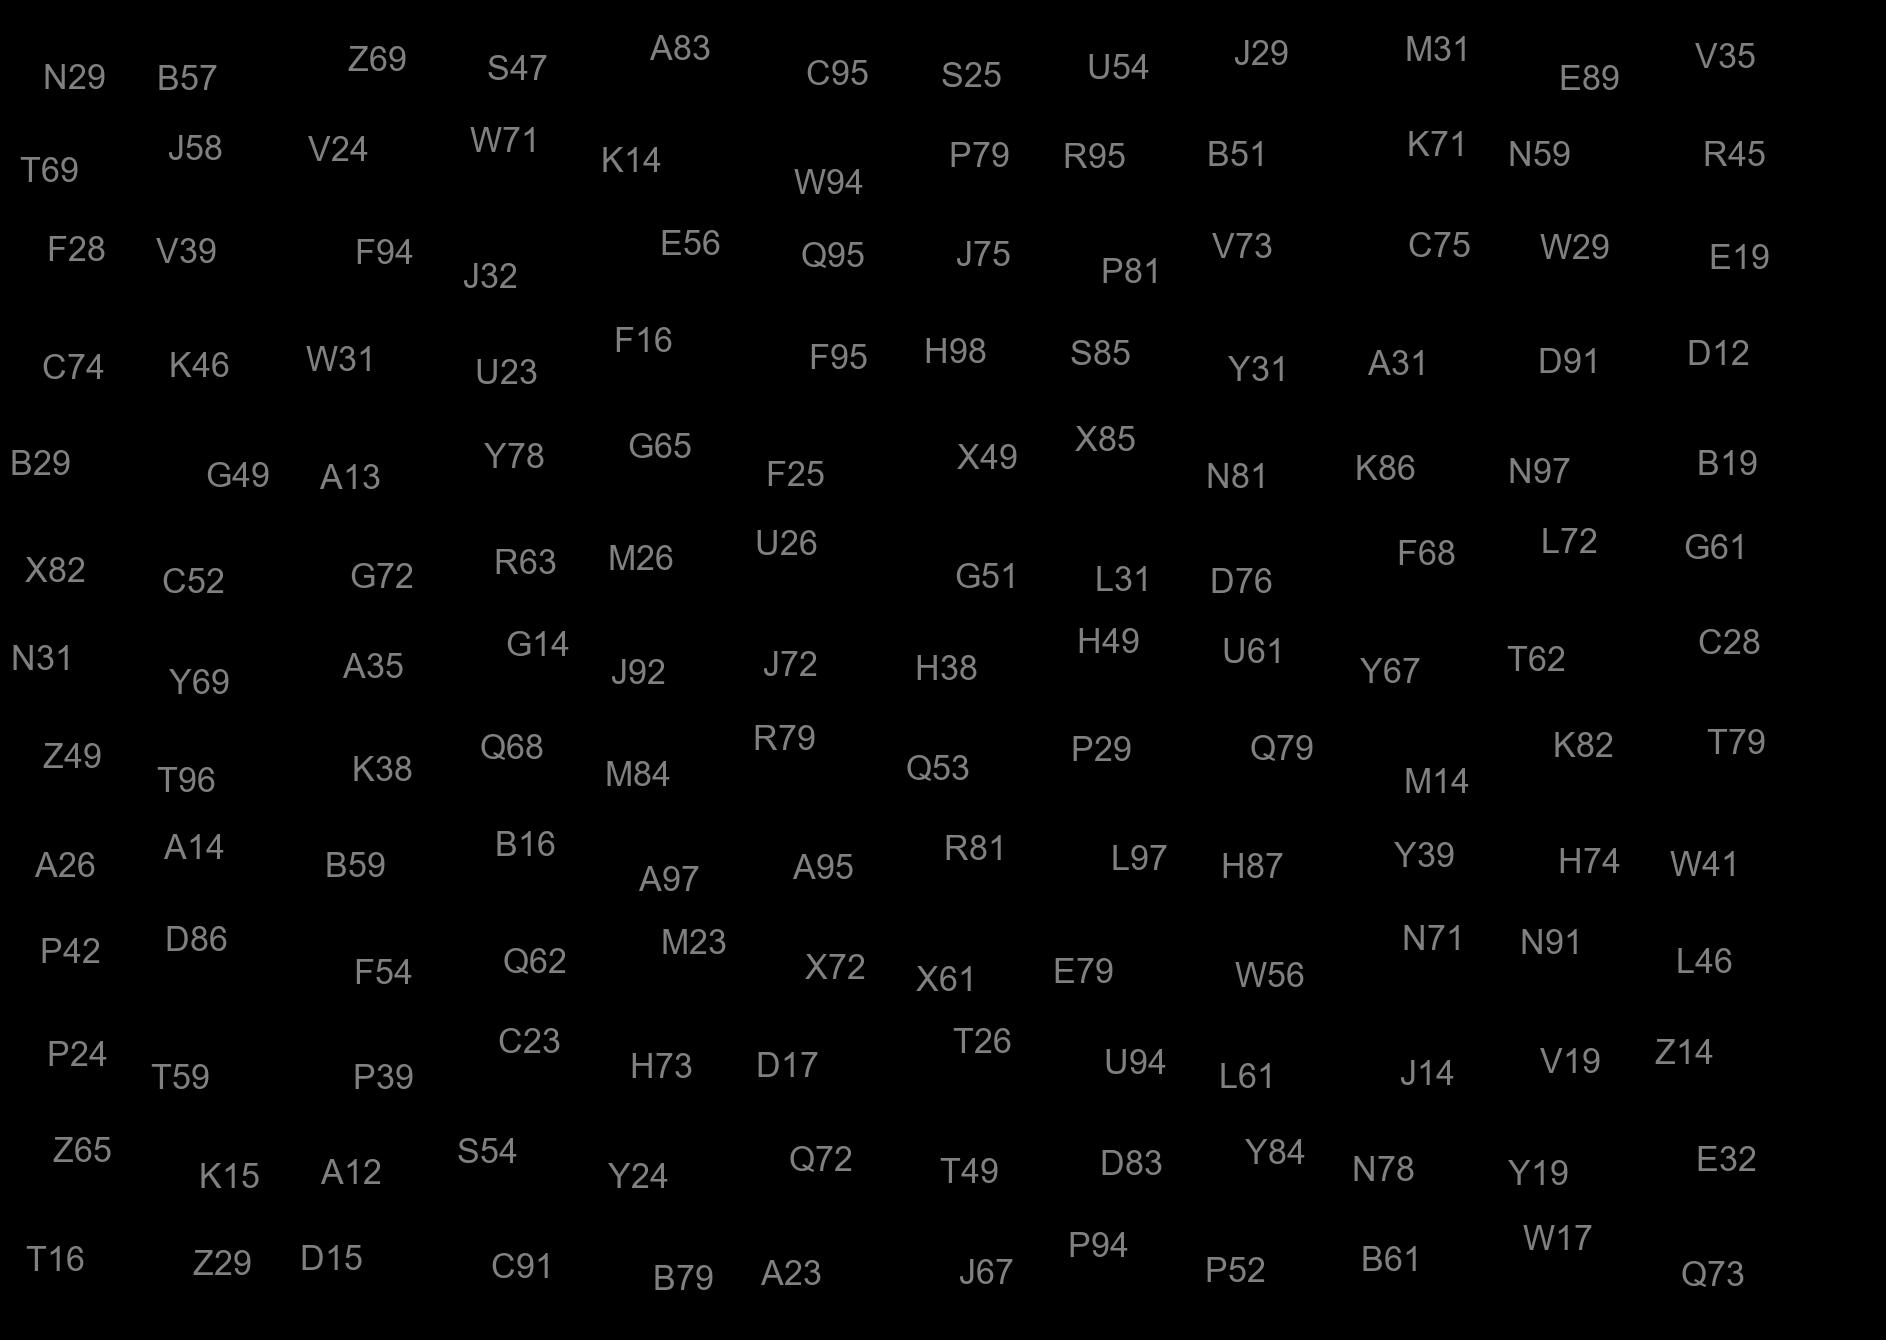 N29 B57 Z69 S47 A83 C95 S25 U54 J29 M31 E89 V35
T69 J58 V24 W71 K14 W94 P79 R95 B51 K71 N59 R45
F28 V39 F94 J32 E56 Q95 J75 P81 V73 C75 W29 E19
C74 K46 W31 U23 F16 F95 H98 S85 Y31 A31 D91 D12
B29 G49 A13 Y78 G65 F25 X49 X85 N81 K86 N97 B19
X82 C52 G72 R63 M26 U26 G51 L31 D76 F68 L72 G61
N31 Y69 A35 G14 J92 J72 H38 H49 U61 Y67 T62 C28
Z49 T96 K38 Q68 M84 R79 Q53 P29 Q79 M14 K82 T79
A26 A14 B59 B16 A97 A95 R81 L97 H87 Y39 H74 W41
P42 D86 F54 Q62 M23 X72 X61 E79 W56 N71 N91 L46
P24 T59 P39 C23 H73 D17 T26 U94 L61 J14 V19 Z14
Z65 K15 A12 S54 Y24 Q72 T49 D83 Y84 N78 Y19 E32
T16 Z29 D15 C91 B79 A23 J67 P94 P52 B61 W17 Q73